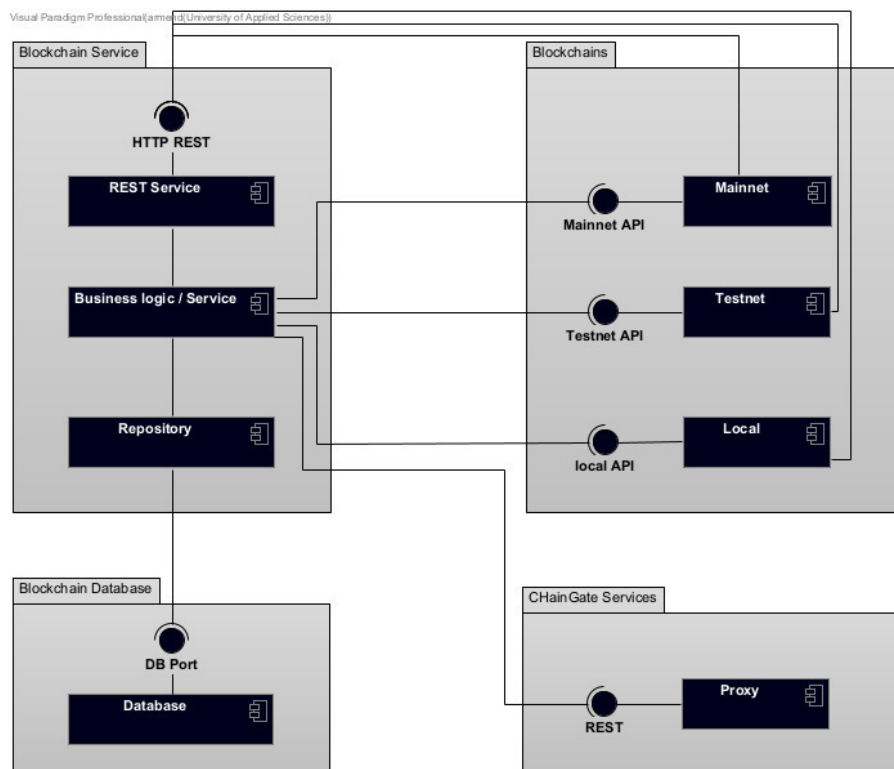 Visual Paradigm Professional(armend(University of Applied Sciences))
Blockchain Service
Blockchains
HTTP REST
REST Service
Mainnet
Mainnet API
Business logic / Service
Testnet
Testnet API
Repository
Local
local API
Blockchain Database
CHainGate Services
DB Port
Database
Proxy
REST